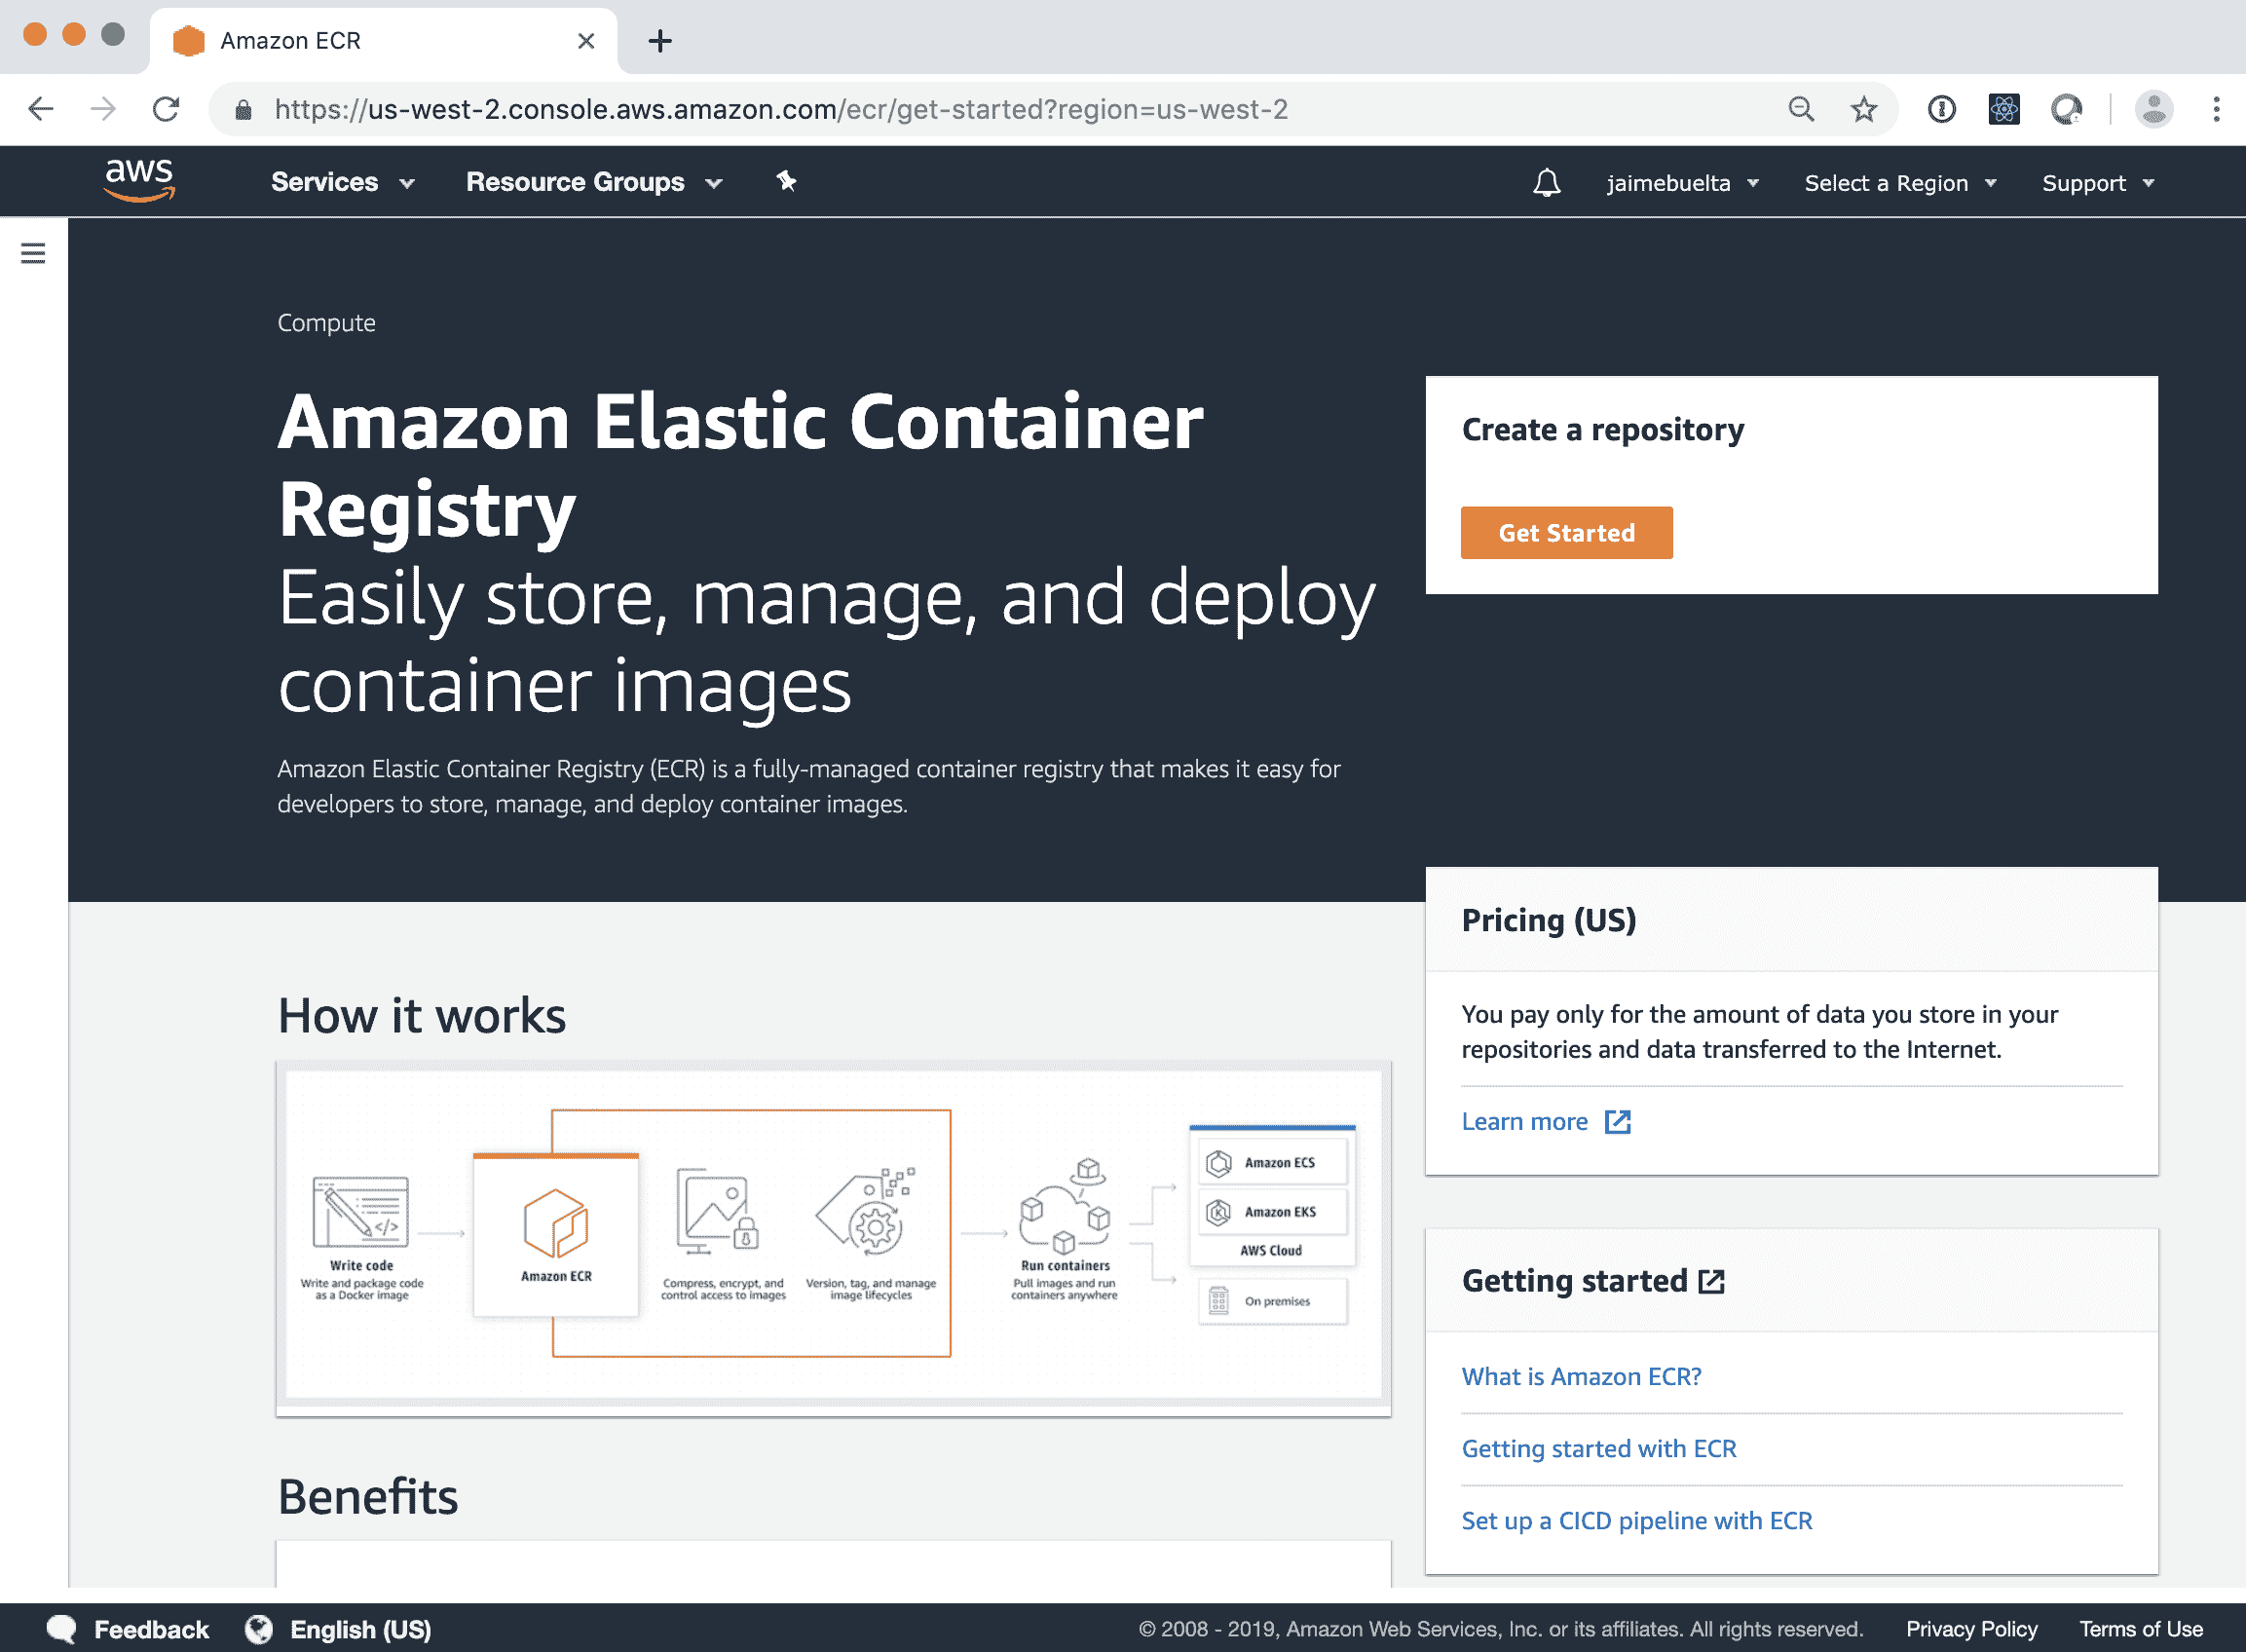 Amazon ECR
https://us-west-2.console.aws.amazon.com/ecr/get-started?region=us-west-2
aws
Services
Resource Groups
jaimebuelta
Select a Region
Support
Compute
Amazon Elastic Container
Registry
Easily store, manage, and deploy
container images
Amazon Elastic Container Registry (ECR) is a fully-managed container registry that makes it easy for
developers to store, manage, and deploy container images.
Create a repository
Get Started
Pricing (US)
You pay only for the amount of data you store in your
repositories and data transferred to the Internet.
Learn more
How it works
Write code
Write and package code
as a Docker image
Amazon ECR
Compress, encrypt, and
control access to images
Version, tag, and manage
image lifecycles
Run containers
Pull images and run
containers anywhere
Amazon ECS
Amazon EKS
AWS Cloud
On premises
Getting started
What is Amazon ECR?
Getting started with ECR
Set up a CICD pipeline with ECR
Benefits
Feedback
English (US)
© 2008 - 2019, Amazon Web Services, Inc. or its affiliates. All rights reserved.
Privacy Policy
Terms of Use